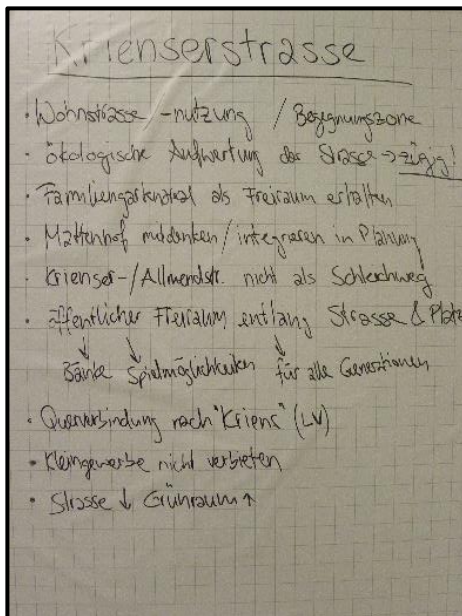 Krienserstrasse
· Wohnstrasse -nutzung / Begegnungszone
· ökologische Aufwertung der Strasse → zügig!
· Familiengartenareal als Freiraum erhalten
· Mattenhof mitdenken / integrieren in Planung
· Krienser-/Allmendstr. nicht als Schleichweg
· öffentlicher Freiraum entlang Strasse & Platz
↓ ↓ ↓
Bänke Spielmöglichkeiten für alle Generationen
· Querverbindung nach "Kriens" (LV)
· Kleingewerbe nicht verbieten
· Strasse ↓ Grünraum ↑